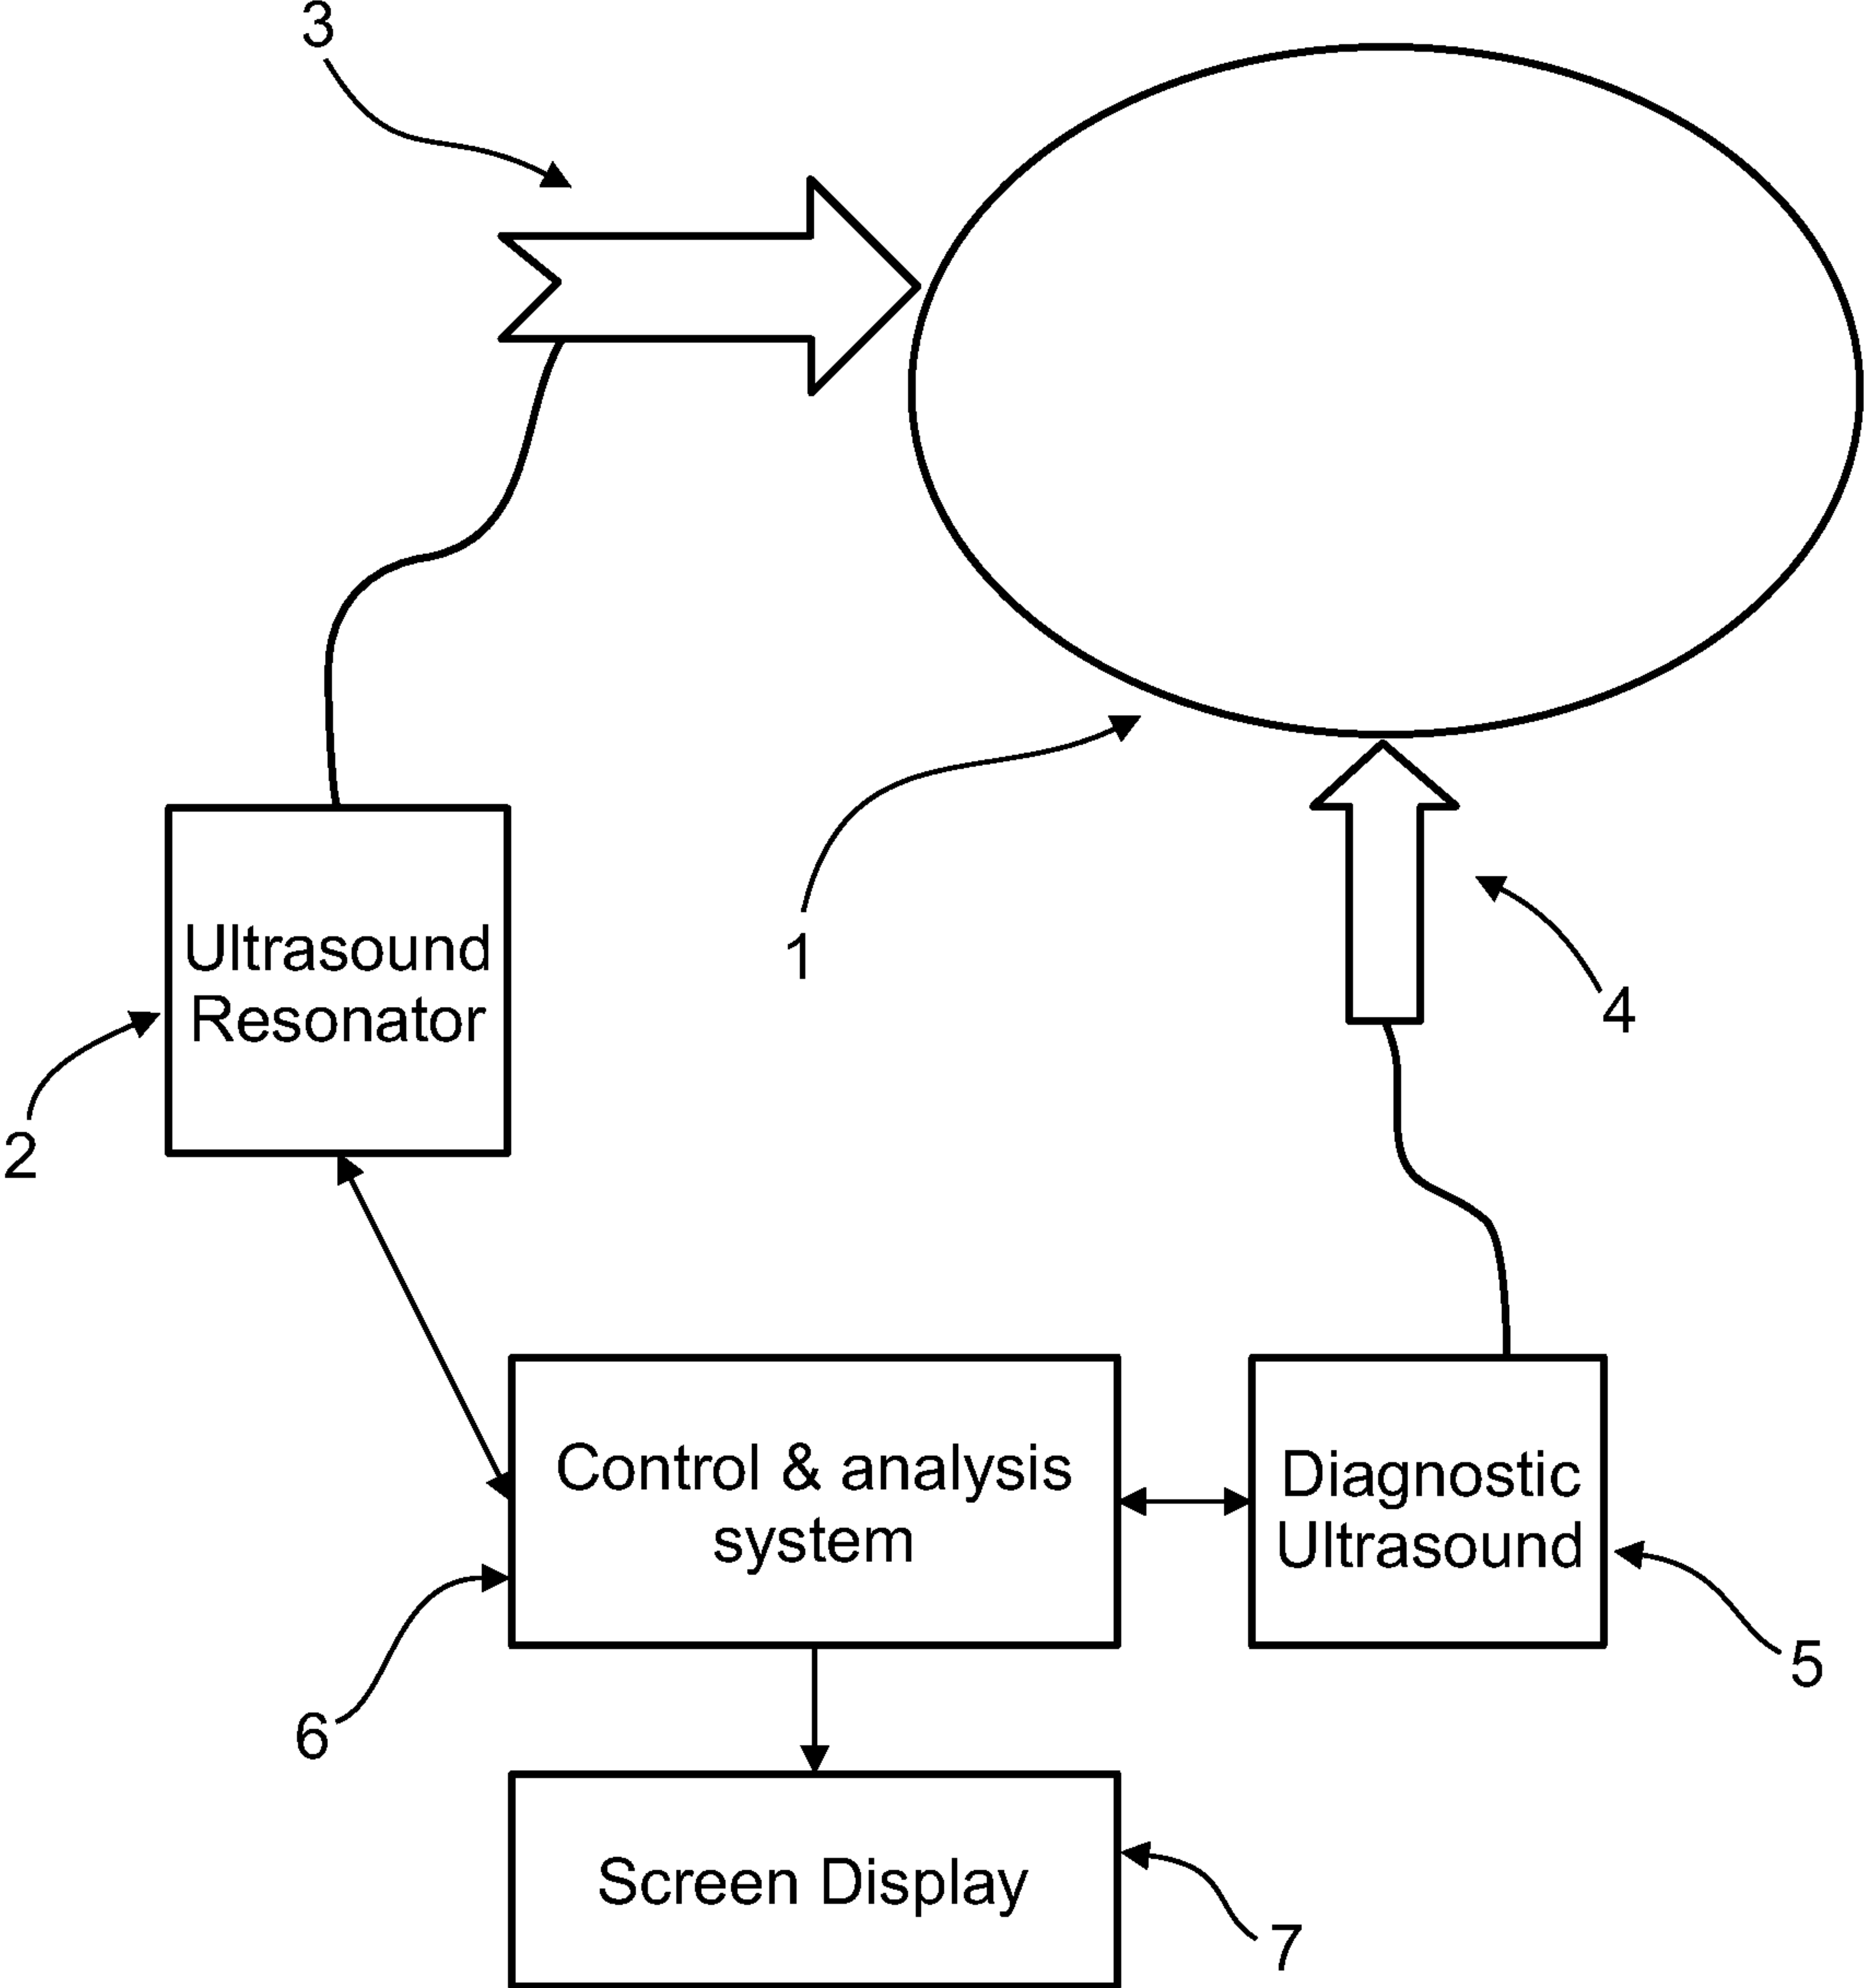 3
1
Ultrasound
Resonator
4
2
Control & analysis
system
Diagnostic
Ultrasound
5
6
Screen Display
7